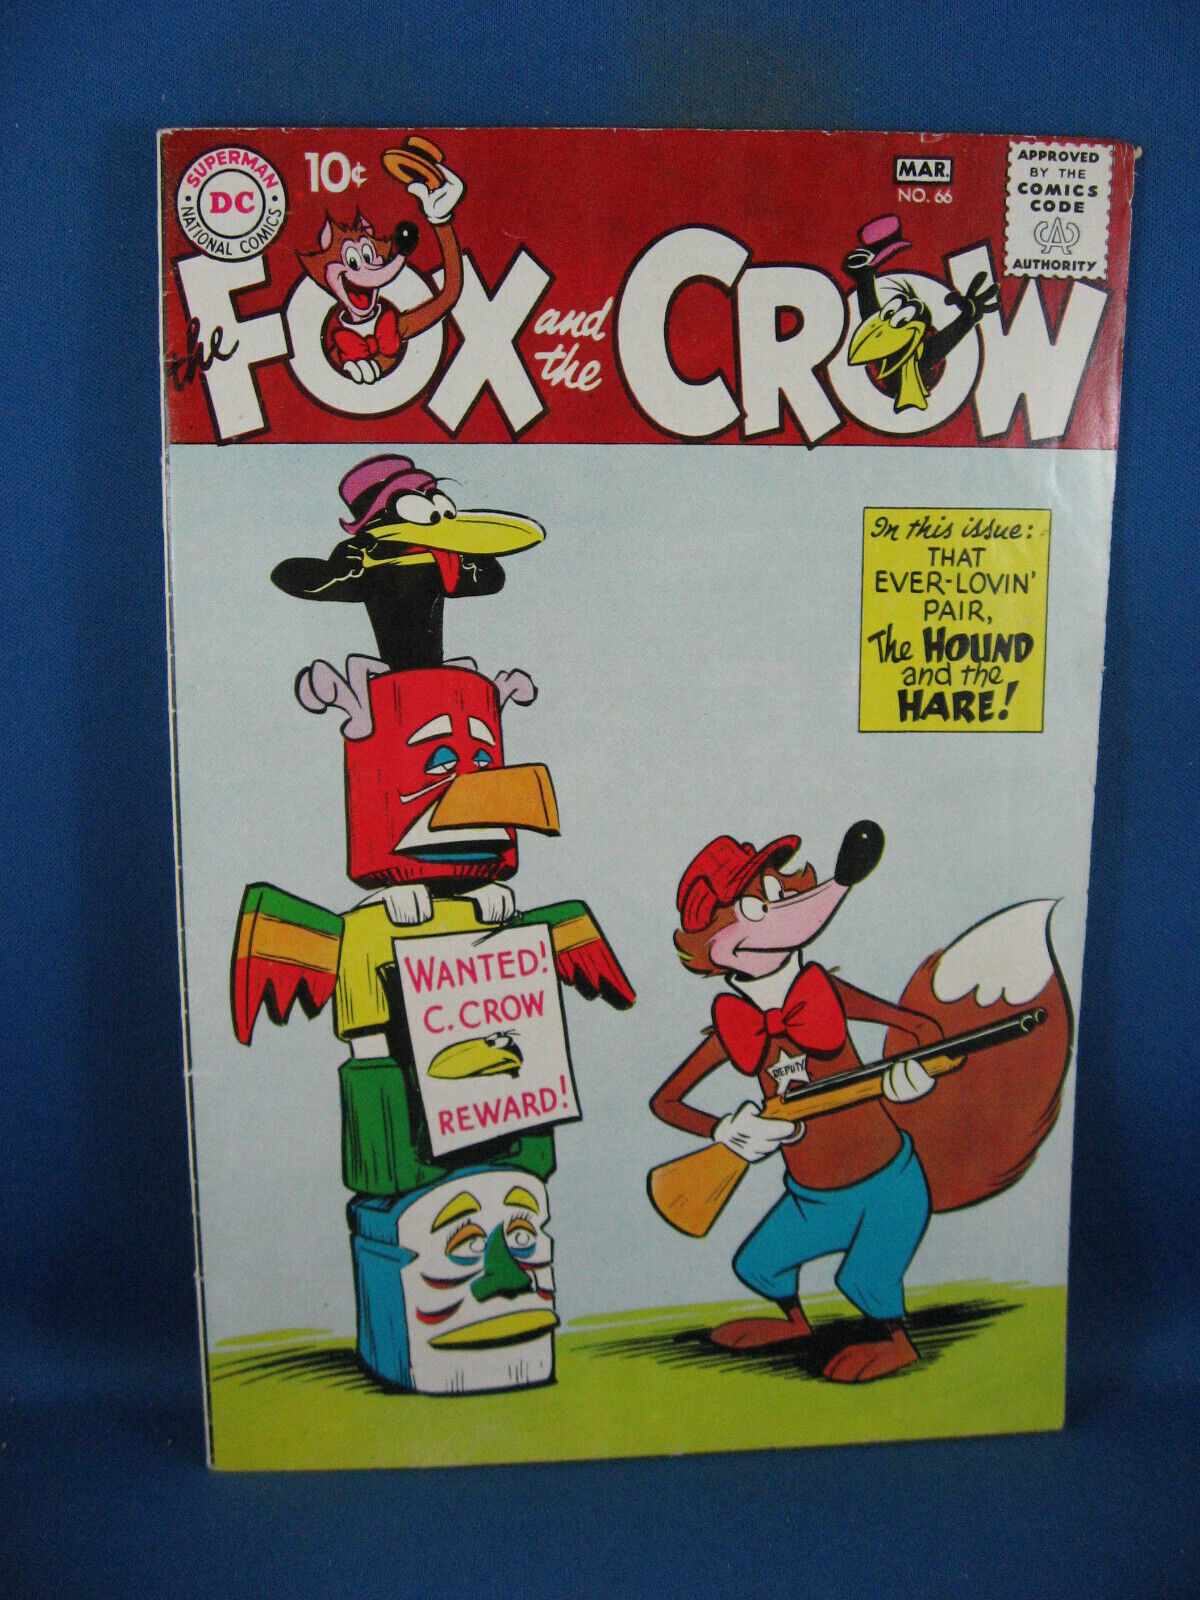 SUPERMAN
DC
NATIONAL COMICS
10¢
MAR.
NO. 66
APPROVED
BY THE
COMICS
CODE
CA
AUTHORITY
the FOX and the CROW
In this issue:
THAT
EVER-LOVIN'
PAIR,
The HOUND
and the
HARE!
WANTED!
C. CROW
REWARD!
DEPUTY